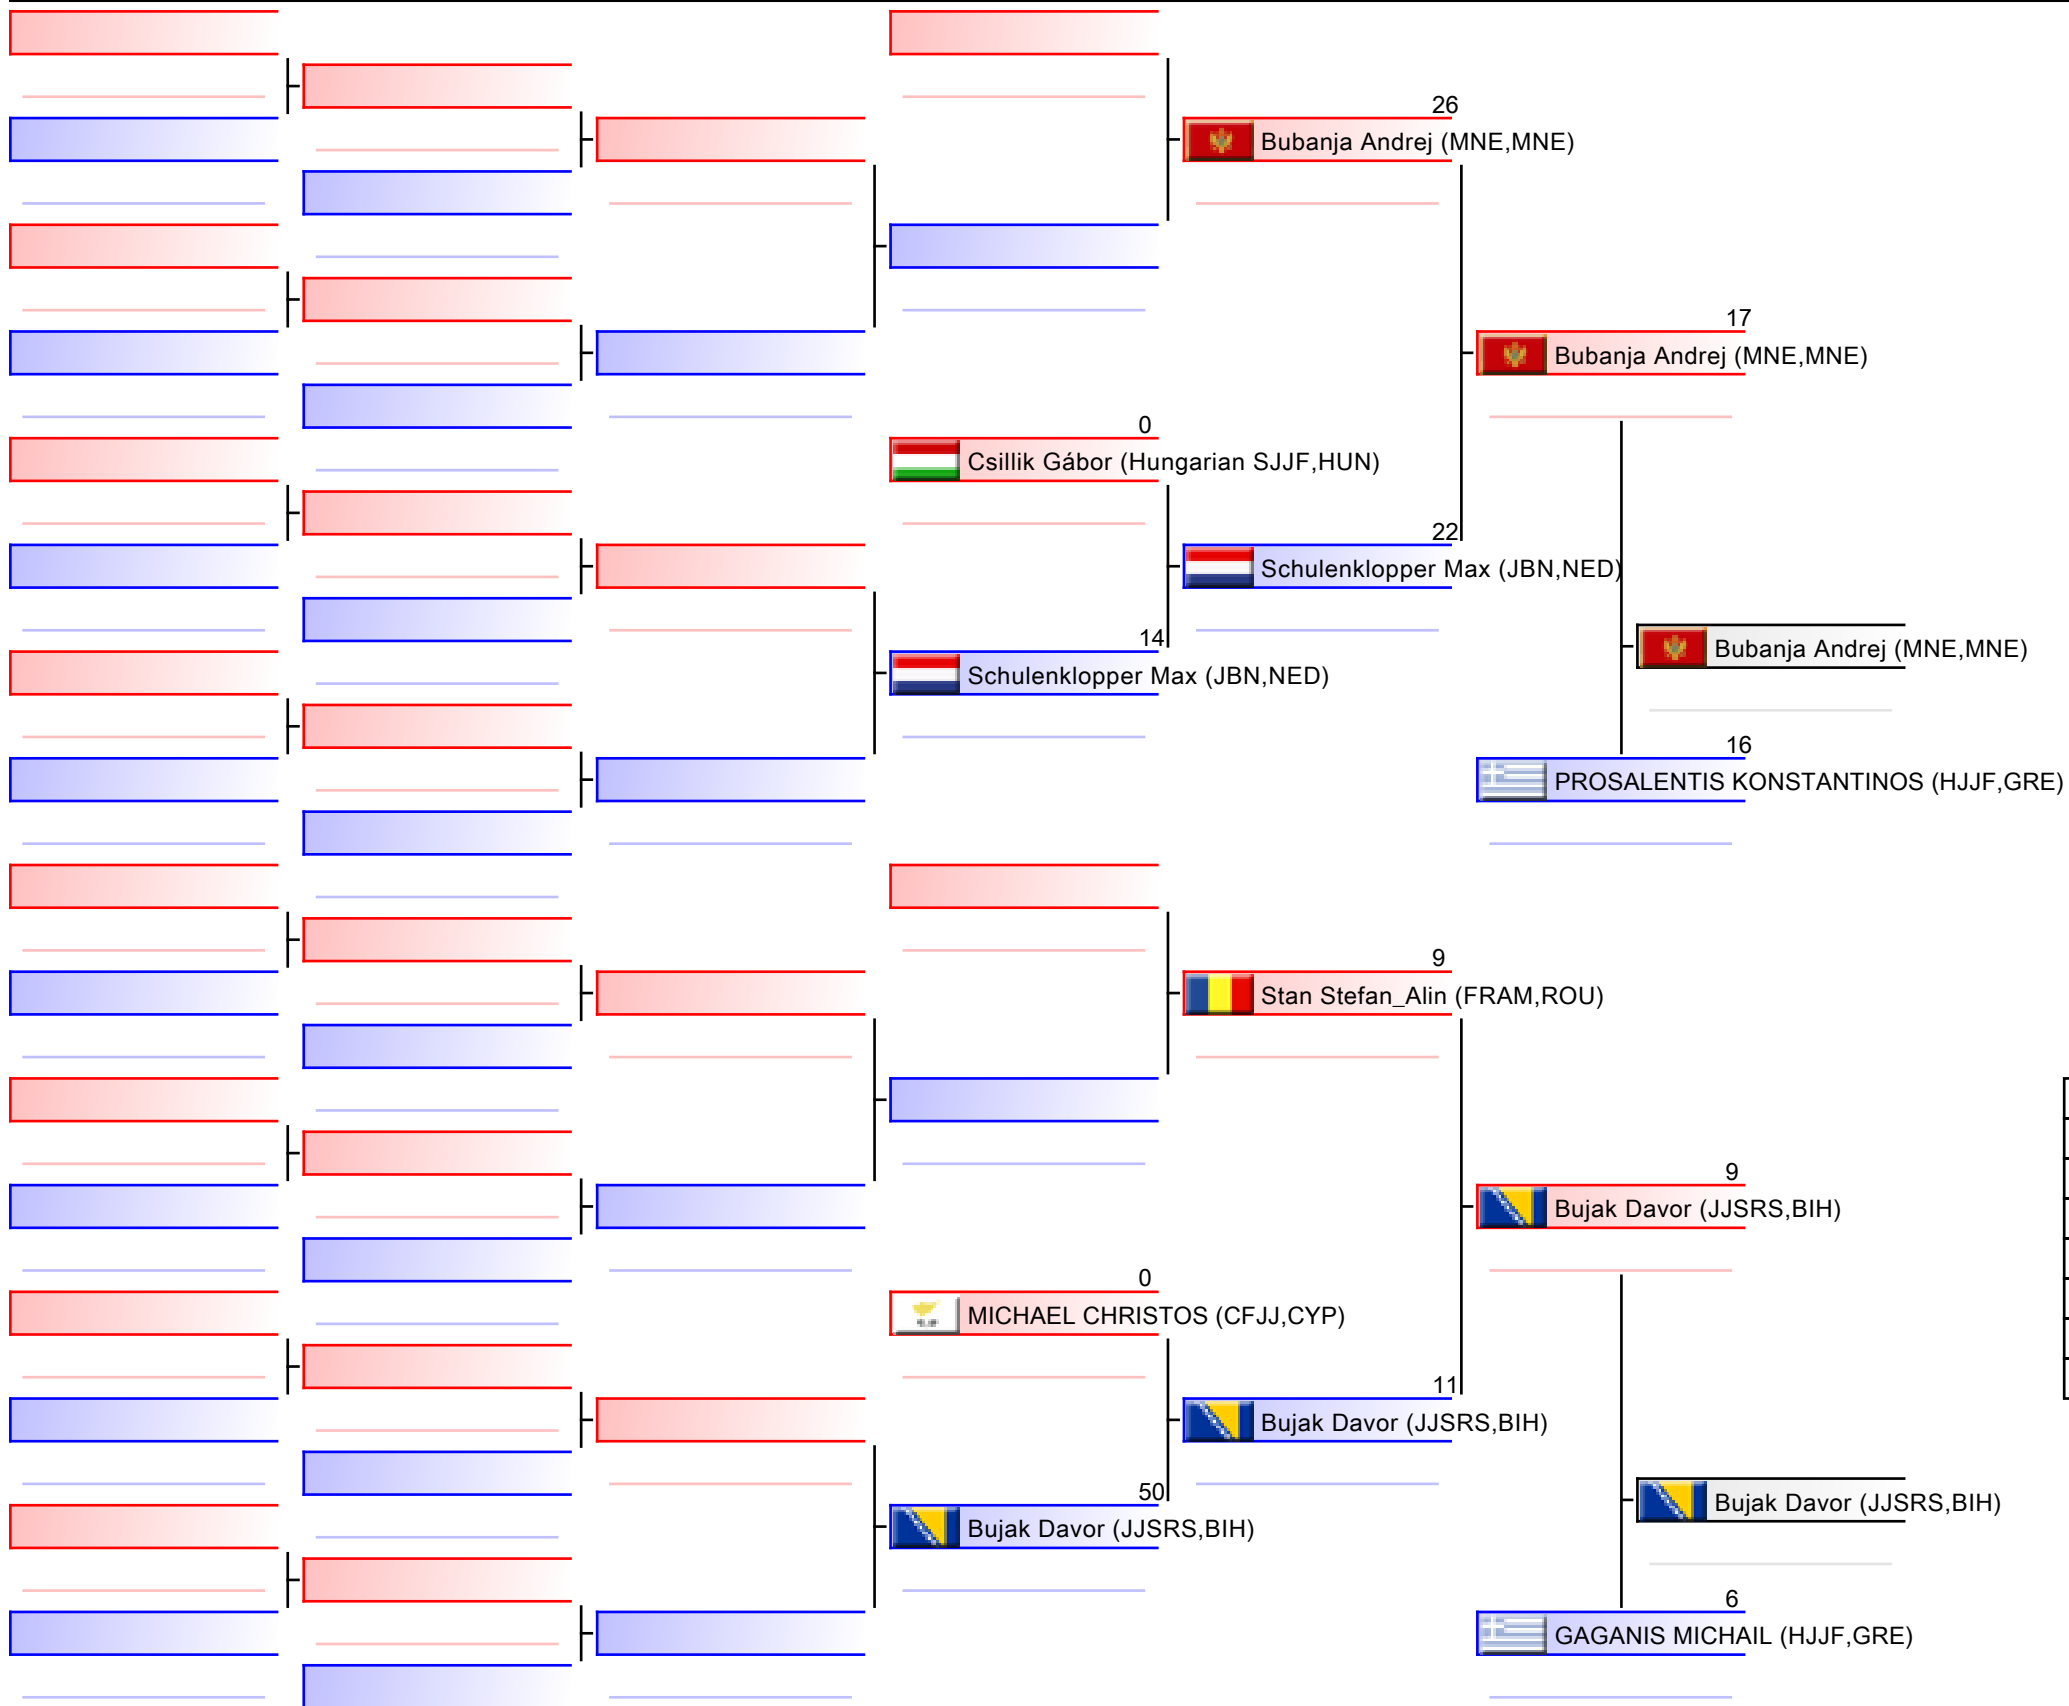 26
Bubanja Andrej (MNE,MNE)
17
Bubanja Andrej (MNE,MNE)
0
Csillik Gábor (Hungarian SJJF,HUN)
22
Schulenklopper Max (JBN,NED)
14
Schulenklopper Max (JBN,NED)
Bubanja Andrej (MNE,MNE)
16
PROSALENTIS KONSTANTINOS (HJJF,GRE)
9
Stan Stefan_Alin (FRAM,ROU)
9
Bujak Davor (JJSRS,BIH)
0
MICHAEL CHRISTOS (CFJJ,CYP)
11
Bujak Davor (JJSRS,BIH)
50
Bujak Davor (JJSRS,BIH)
Bujak Davor (JJSRS,BIH)
6
GAGANIS MICHAIL (HJJF,GRE)